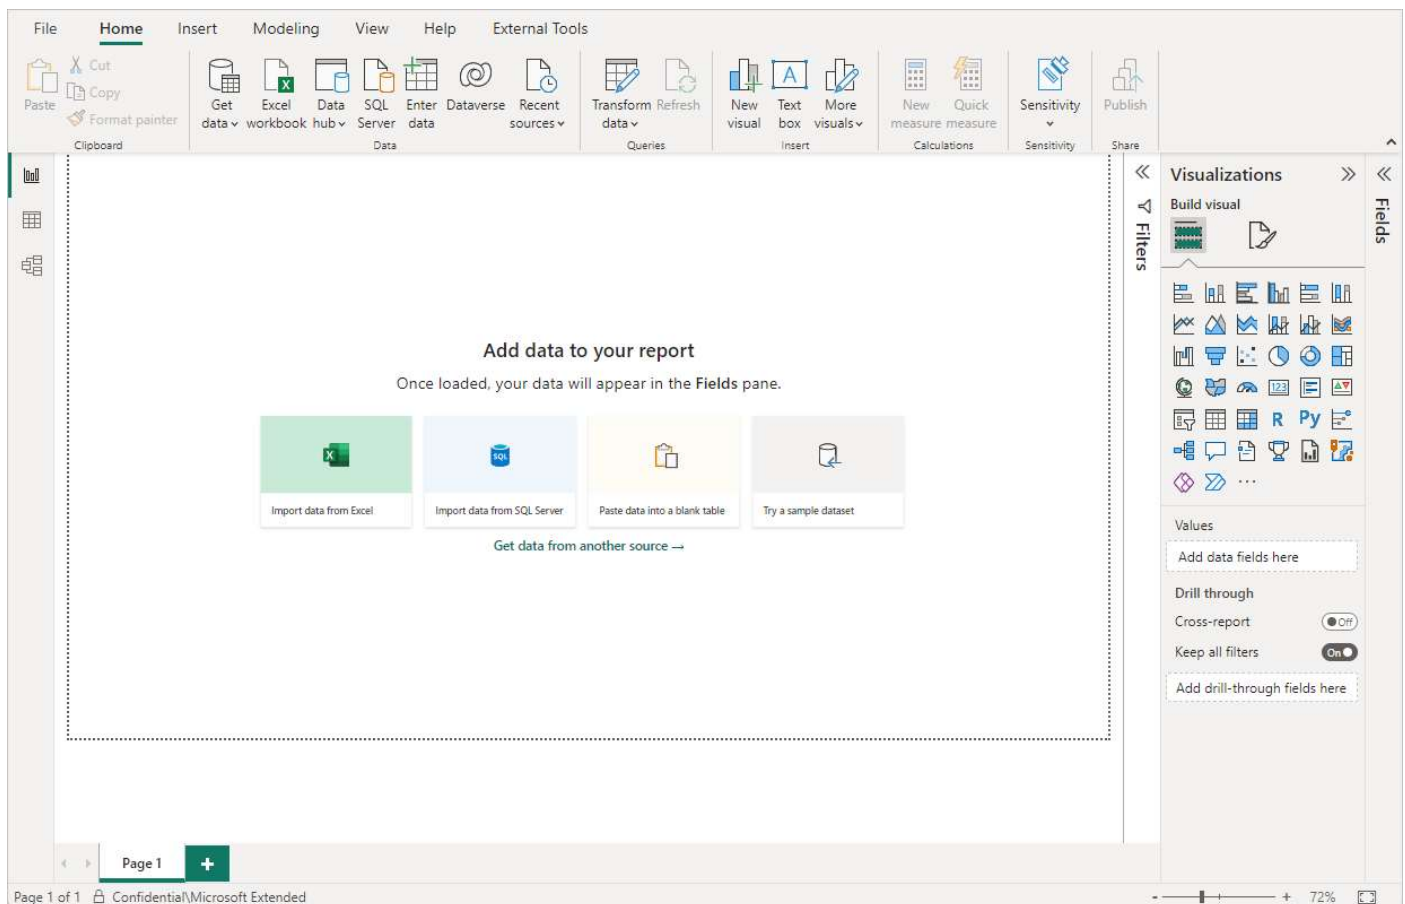 File Home Insert Modeling View Help External Tools
Paste
Cut
Copy
Format painter
Clipboard
Get data
Excel workbook
Data hub
SQL Server
Enter data
Dataverse
Recent sources
Data
Transform data
Refresh
Queries
New visual
Text box
More visuals
Insert
New measure
Quick measure
Calculations
Sensitivity
Sensitivity
Publish
Share
Add data to your report
Once loaded, your data will appear in the Fields pane.
SQL
Import data from Excel
Import data from SQL Server
Paste data into a blank table
Try a sample dataset
Get data from another source →
Filters
Visualizations
Build visual
123
R
Py
Values
Add data fields here
Drill through
Cross-report
Off
Keep all filters
On
Add drill-through fields here
Fields
Page 1
Page 1 of 1
Confidential\Microsoft Extended
- + 72%